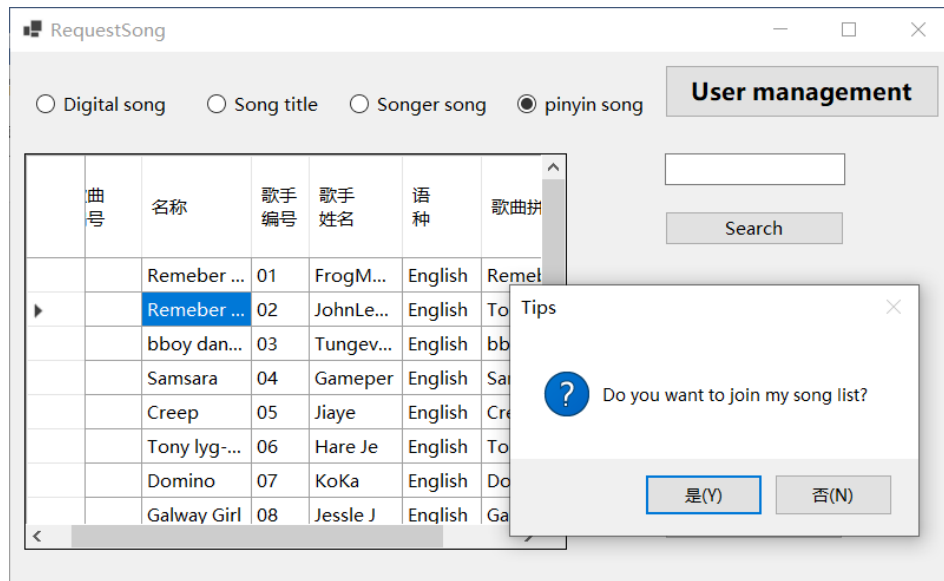 RequestSong
Digital song Song title Songer song pinyin song
User management
曲号 名称 歌手编号 歌手姓名 语种 歌曲拼
Search
Remeber ... 01 FrogM... English Remeb
Remeber ... 02 JohnLe... English To
bboy dan... 03 Tungev... English bb
Samsara 04 Gameper English Sa
Creep 05 Jiaye English Cre
Tony lyg-... 06 Hare Je English To
Domino 07 KoKa English Do
Galway Girl 08 Jessle J English Ga
Tips
Do you want to join my song list?
是(Y) 否(N)